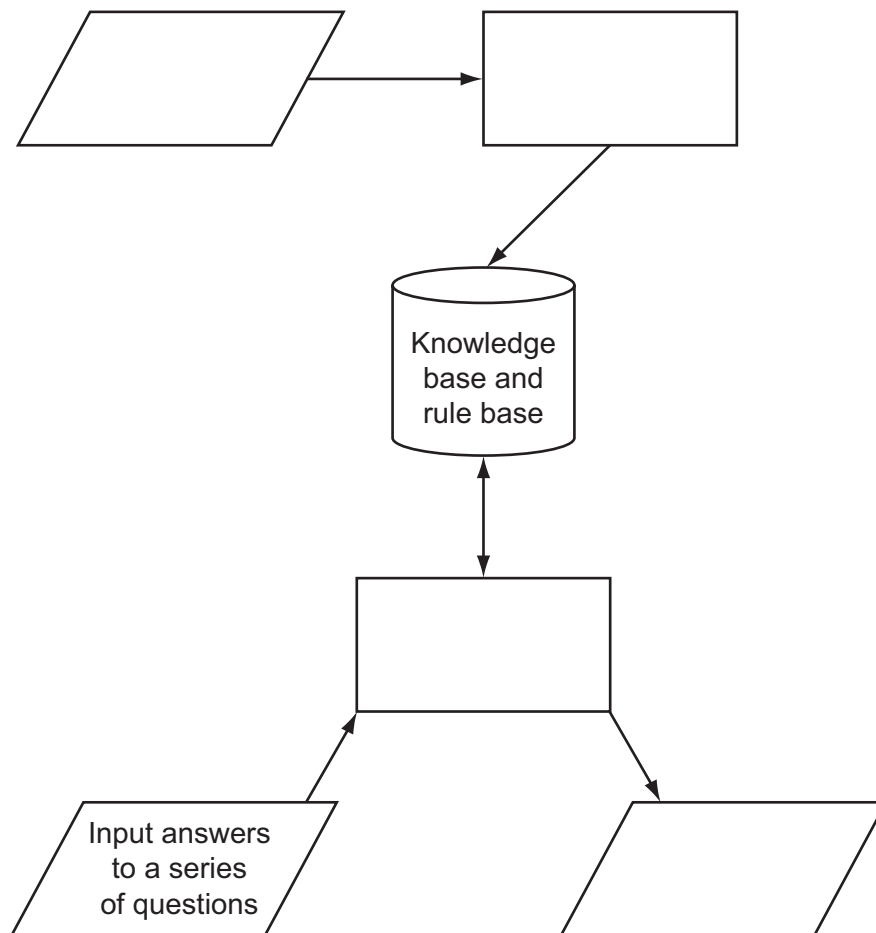 Knowledge
base and
rule base
Input answers
to a series
of questions